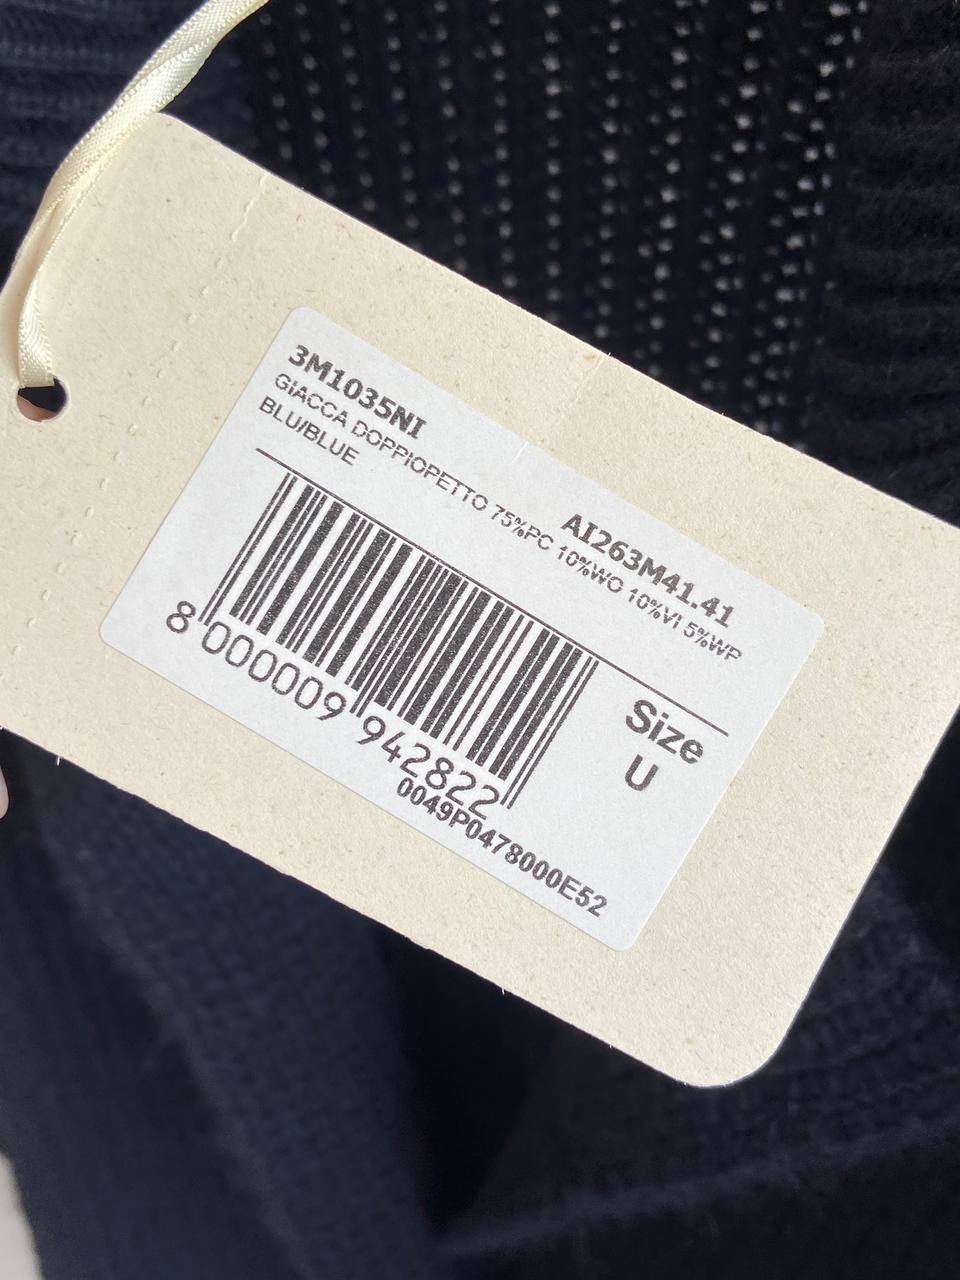 3M1035NI
AI263M41.41
GIACCA DOPPIOPETTO 75%PC 10%WO 10%VI 5%WP
BLU/BLUE
Size
U
8 000009 942822
0049P0478000E52